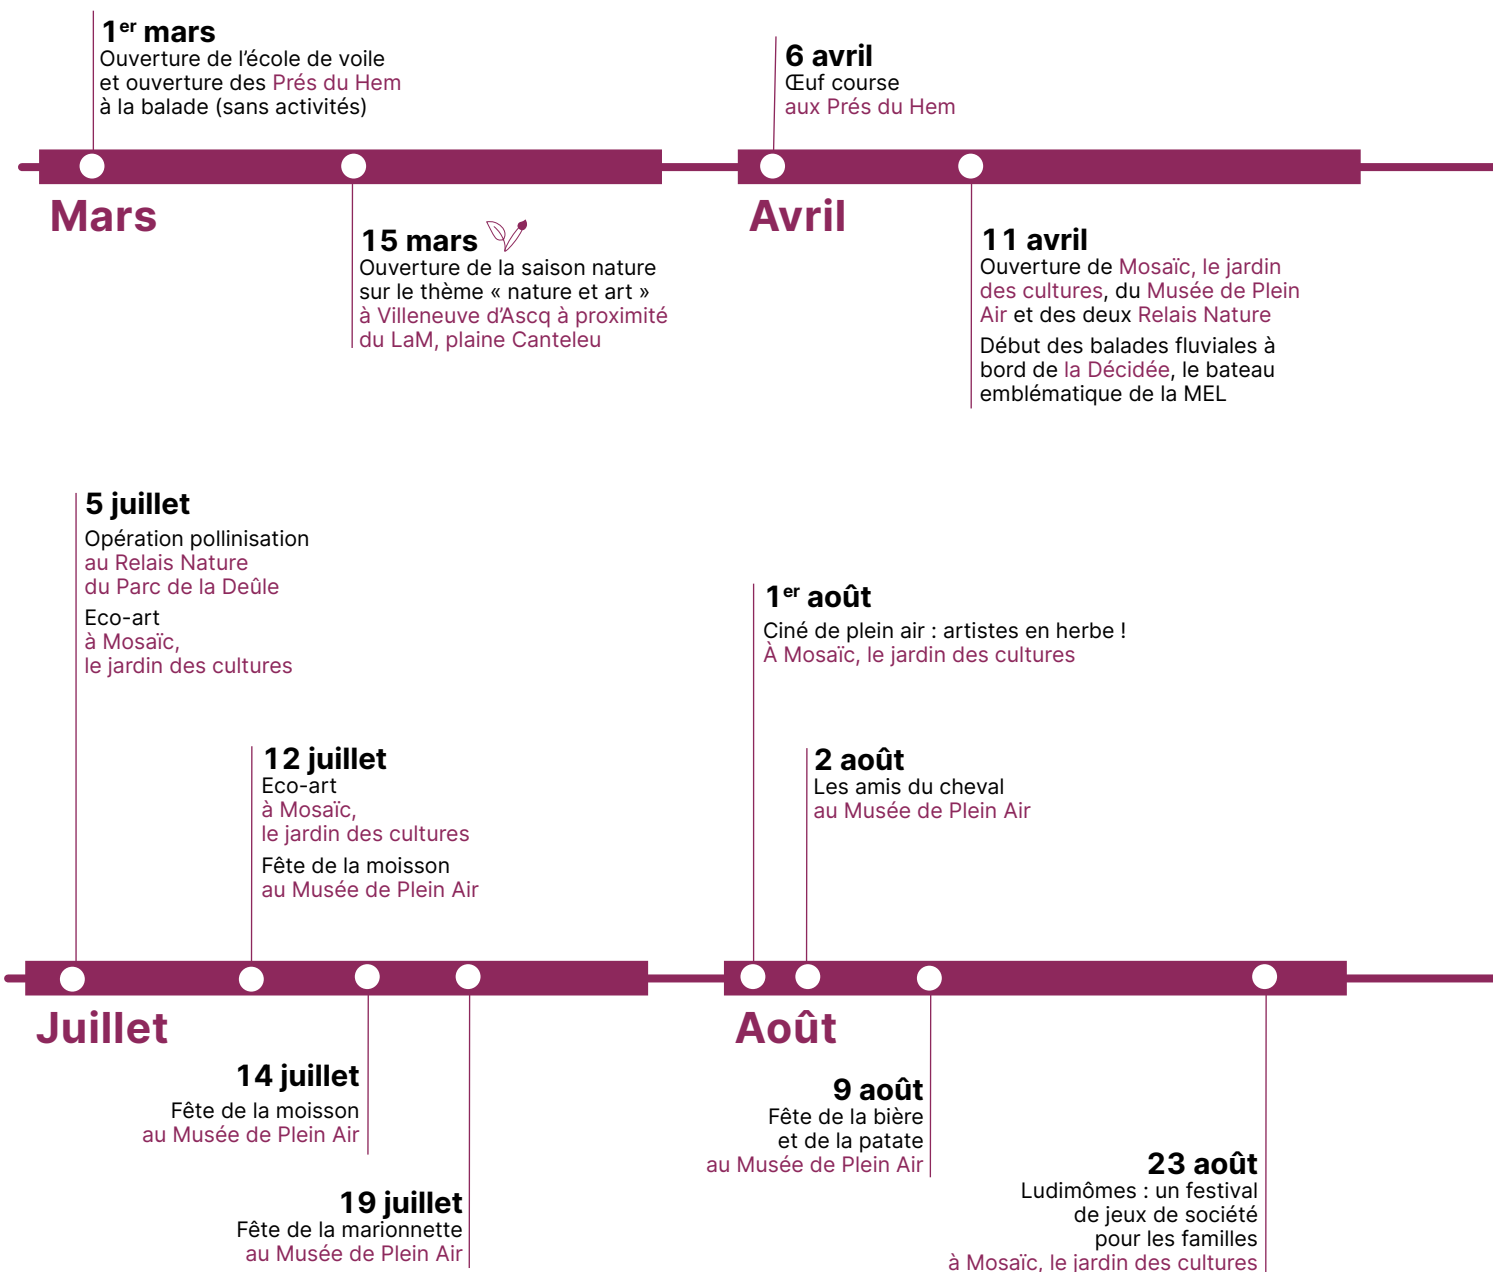 1er mars
Ouverture de l'école de voile
et ouverture des Prés du Hem
à la balade (sans activités)
6 avril
Œuf course
aux Prés du Hem
Mars
15 mars
Ouverture de la saison nature
sur le thème « nature et art »
à Villeneuve d'Ascq à proximité
du LaM, plaine Canteleu
Avril
11 avril
Ouverture de Mosaïc, le jardin
des cultures, du Musée de Plein
Air et des deux Relais Nature
Début des balades fluviales à
bord de la Décidée, le bateau
emblématique de la MEL
5 juillet
Opération pollinisation
au Relais Nature
du Parc de la Deûle
Eco-art
à Mosaïc,
le jardin des cultures
12 juillet
Eco-art
à Mosaïc,
le jardin des cultures
Fête de la moisson
au Musée de Plein Air
1er août
Ciné de plein air : artistes en herbe !
À Mosaïc, le jardin des cultures
2 août
Les amis du cheval
au Musée de Plein Air
Juillet
14 juillet
Fête de la moisson
au Musée de Plein Air
19 juillet
Fête de la marionnette
au Musée de Plein Air
Août
9 août
Fête de la bière
et de la patate
au Musée de Plein Air
23 août
Ludimômes : un festival
de jeux de société
pour les familles
à Mosaïc, le jardin des cultures